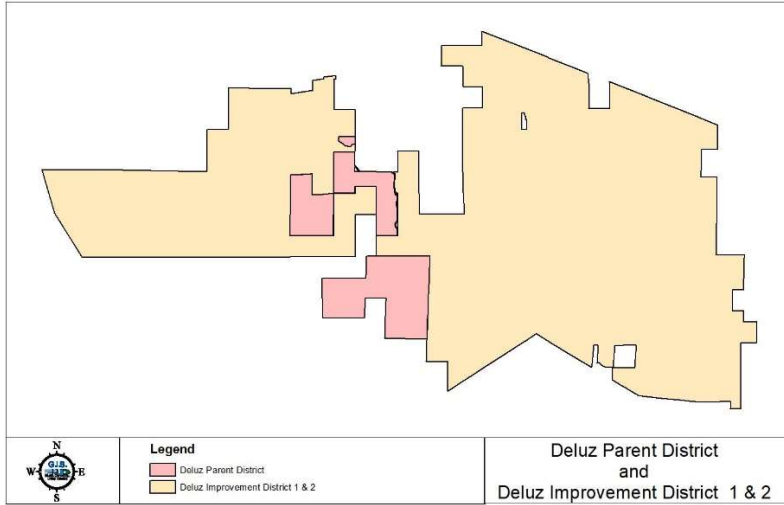 N
G.I.S.
W
E
S
Legend
Deluz Parent District
Deluz Improvement District 1 & 2
Deluz Parent District
and
Deluz Improvement District 1 & 2